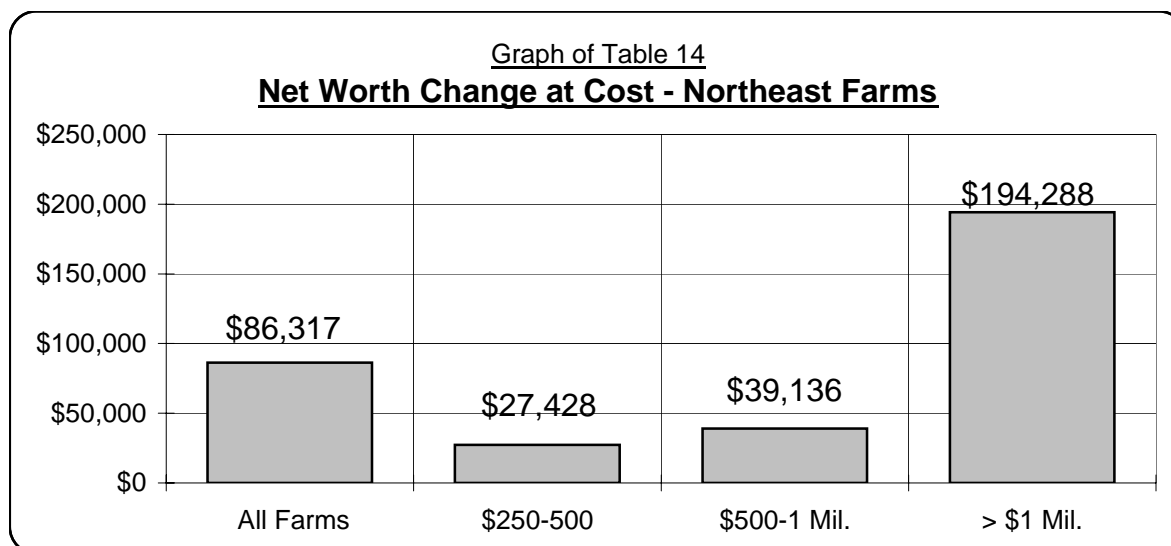 Graph of Table 14
Net Worth Change at Cost - Northeast Farms
$250,000
$200,000
$150,000
$100,000
$50,000
$0
$86,317
$27,428
$39,136
$194,288
All Farms
$250-500
$500-1 Mil.
> $1 Mil.